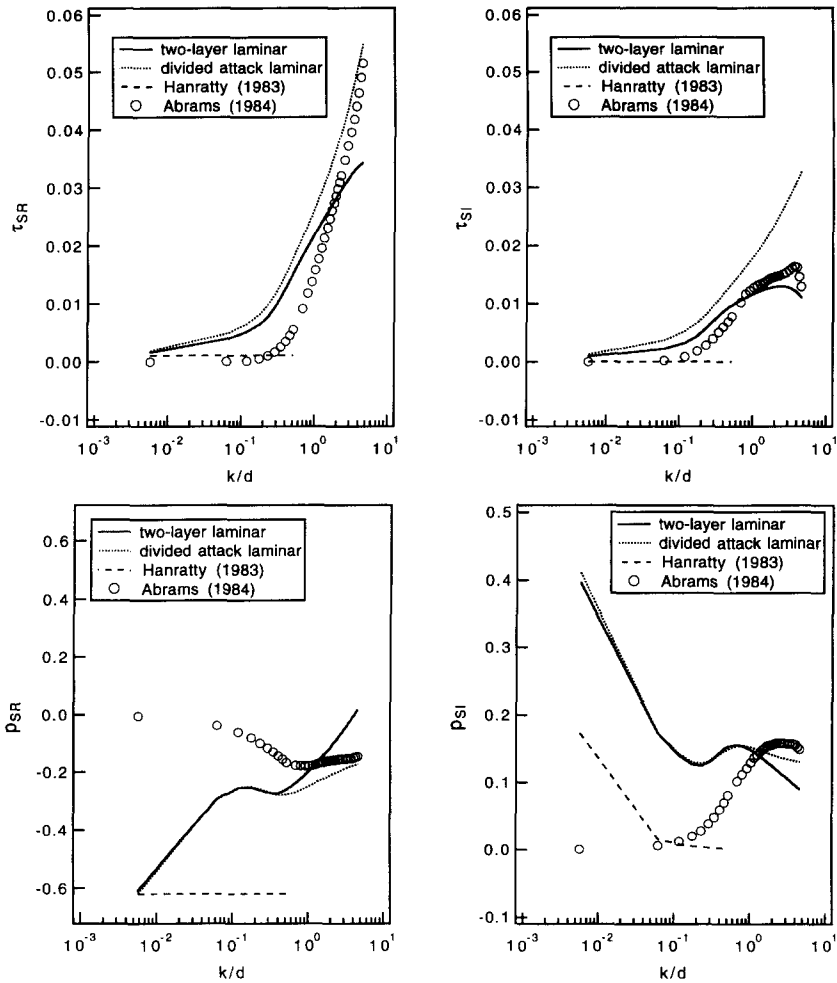 0.06
0.05
0.04
0.03
0.02
0.01
0.00
-0.01
τSR
two-layer laminar
divided attack laminar
Hanratty (1983)
Abrams (1984)
10-3
10-2
10-1
100
101
k/d
0.06
0.05
0.04
0.03
0.02
0.01
0.00
-0.01
τSI
two-layer laminar
divided attack laminar
Hanratty (1983)
Abrams (1984)
10-3
10-2
10-1
100
101
k/d
0.6
0.4
0.2
0.0
-0.2
-0.4
-0.6
pSR
two-layer laminar
divided attack laminar
Hanratty (1983)
Abrams (1984)
10-3
10-2
10-1
100
101
k/d
0.5
0.4
0.3
0.2
0.1
0.0
-0.1
pSI
two-layer laminar
divided attack laminar
Hanratty (1983)
Abrams (1984)
10-3
10-2
10-1
100
101
k/d